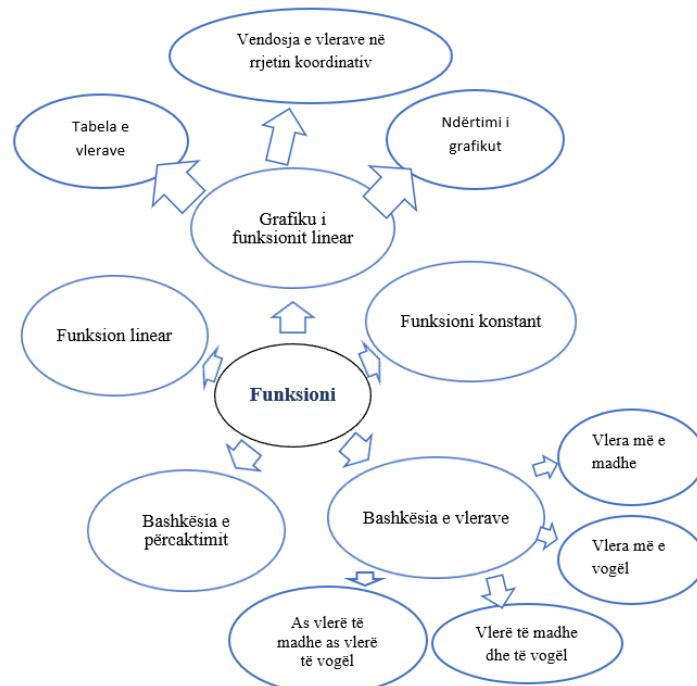 Vendosja e vlerave në
rrjetin koordinativ
Tabela e
vlerave
Ndërtimi i
grafikut
Grafiku i
funksionit linear
Funksion linear
Funksioni konstant
Funksioni
Bashkësia e
përcaktimit
Bashkësia e vlerave
Vlera më e
madhe
Vlera më e
vogël
As vlerë të
madhe as vlerë
të vogël
Vlerë të madhe
dhe të vogël